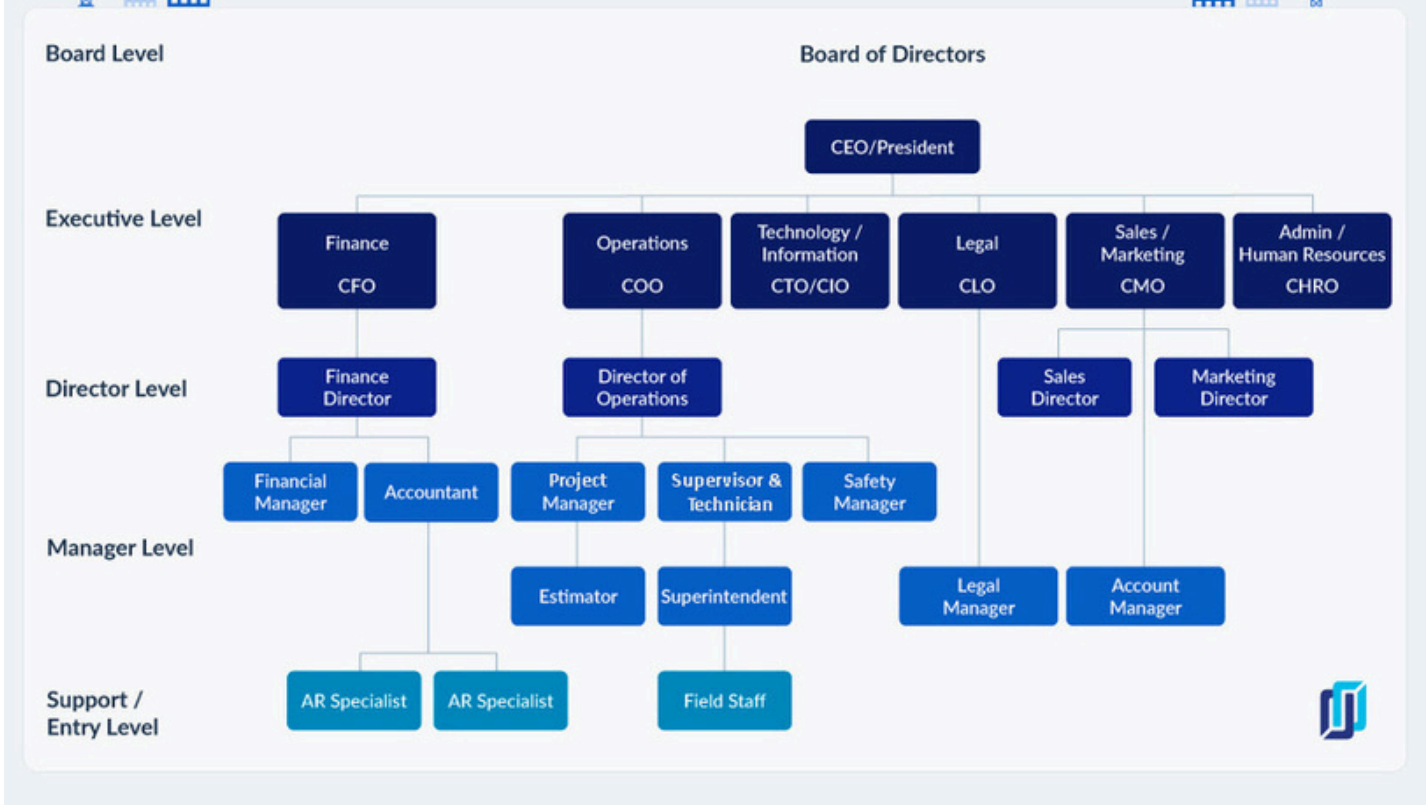 Board Level
Board of Directors
CEO/President
Executive Level
Finance
CFO
Operations
COO
Technology /
Information
CTO/CIO
Legal
CLO
Sales /
Marketing
CMO
Admin /
Human Resources
CHRO
Director Level
Finance
Director
Director of
Operations
Sales
Director
Marketing
Director
Financial
Manager
Accountant
Project
Manager
Supervisor &
Technician
Safety
Manager
Manager Level
Estimator
Superintendent
Legal
Manager
Account
Manager
Support /
Entry Level
AR Specialist
AR Specialist
Field Staff